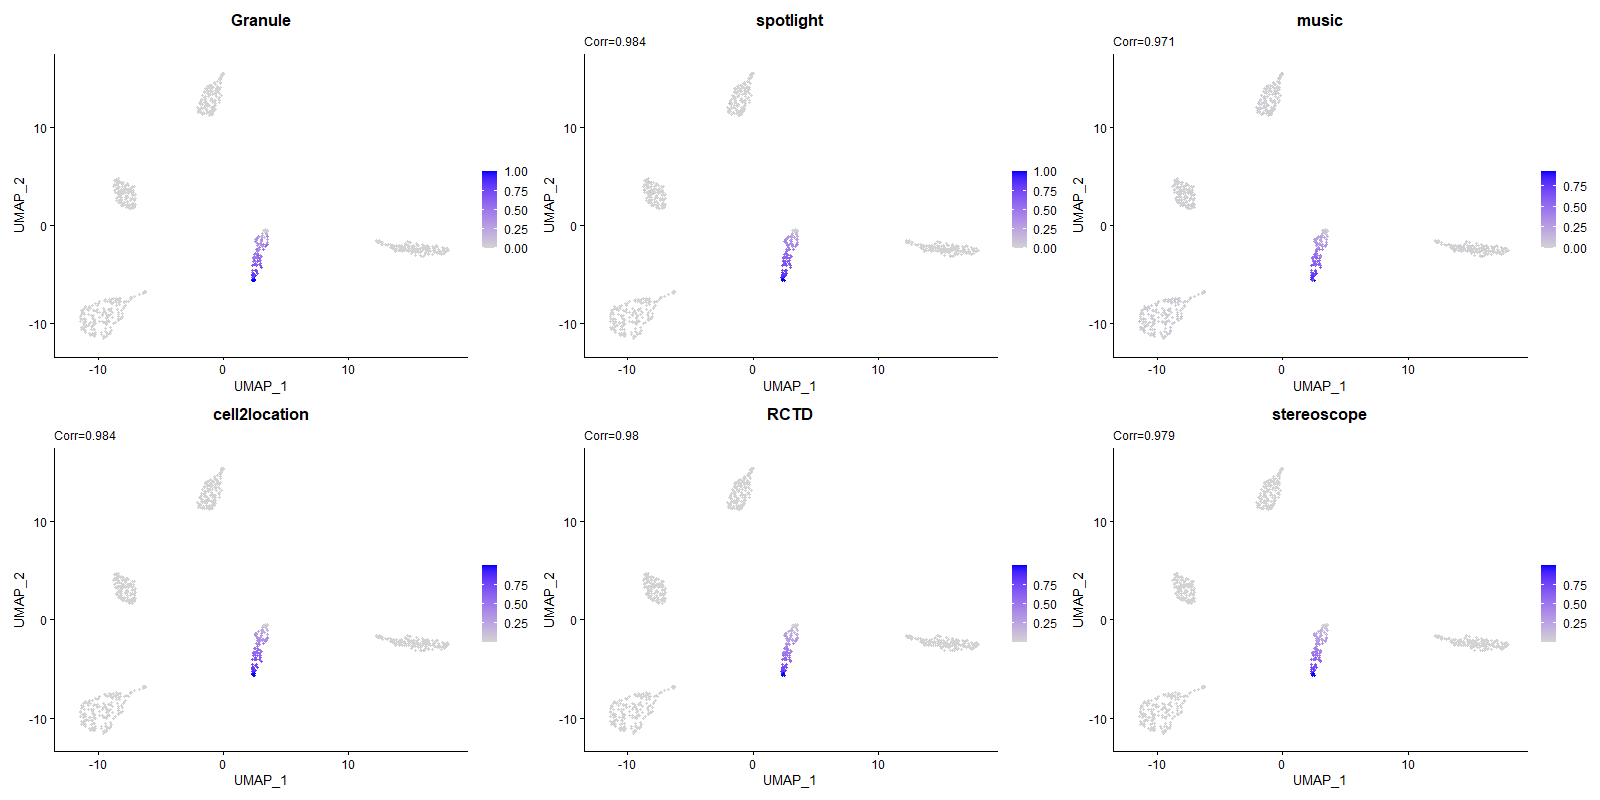 Granule
UMAP_2
10
0
-10
-10
0
10
UMAP_1
1.00
0.75
0.50
0.25
0.00
spotlight
Corr=0.984
UMAP_2
10
0
-10
-10
0
10
UMAP_1
1.00
0.75
0.50
0.25
0.00
music
Corr=0.971
UMAP_2
10
0
-10
-10
0
10
UMAP_1
0.75
0.50
0.25
0.00
cell2location
Corr=0.984
UMAP_2
10
0
-10
-10
0
10
UMAP_1
0.75
0.50
0.25
RCTD
Corr=0.98
UMAP_2
10
0
-10
-10
0
10
UMAP_1
0.75
0.50
0.25
stereoscope
Corr=0.979
UMAP_2
10
0
-10
-10
0
10
UMAP_1
0.75
0.50
0.25